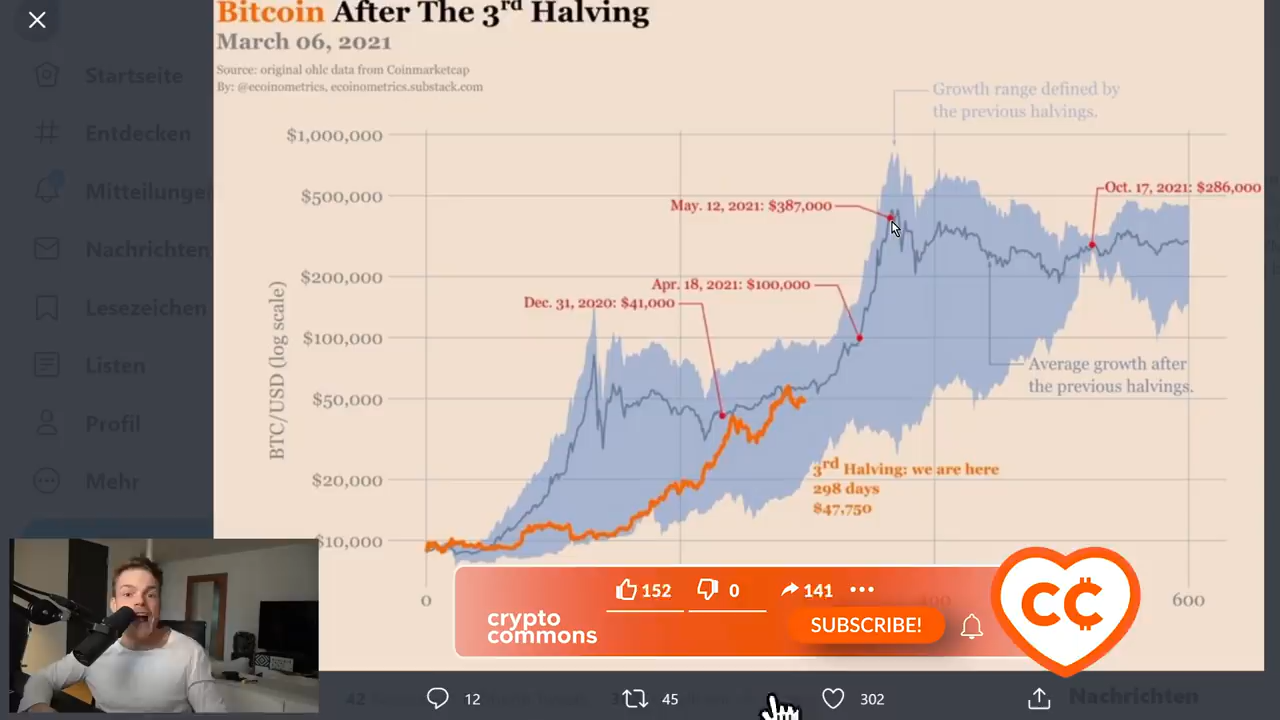 Bitcoin After The 3rd Halving
March 06, 2021
Source: original ohlc data from Coinmarketcap
By: @ecoinometrics, ecoinometrics.substack.com
Startseite
Entdecken
Mitteilungen
Nachrichten
Lesezeichen
Listen
Profil
Mehr
Growth range defined by
the previous halvings.
$1,000,000
$500,000
$200,000
$100,000
$50,000
$20,000
$10,000
BTC/USD (log scale)
May. 12, 2021: $387,000
Oct. 17, 2021: $286,000
Apr. 18, 2021: $100,000
Dec. 31, 2020: $41,000
Average growth after
the previous halvings.
3rd Halving: we are here
298 days
$47,750
0
400
600
152
0
141
crypto
commons
SUBSCRIBE!
CC
12
45
302
Nachrichten